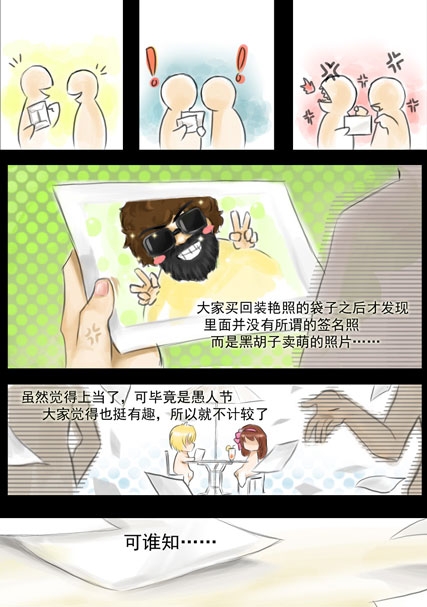 大家买回装艳照的袋子之后才发现
里面并没有所谓的签名照
而是黑胡子卖萌的照片……
虽然觉得上当了，可毕竟是愚人节
大家觉得也挺有趣，所以就不计较了
可谁知……